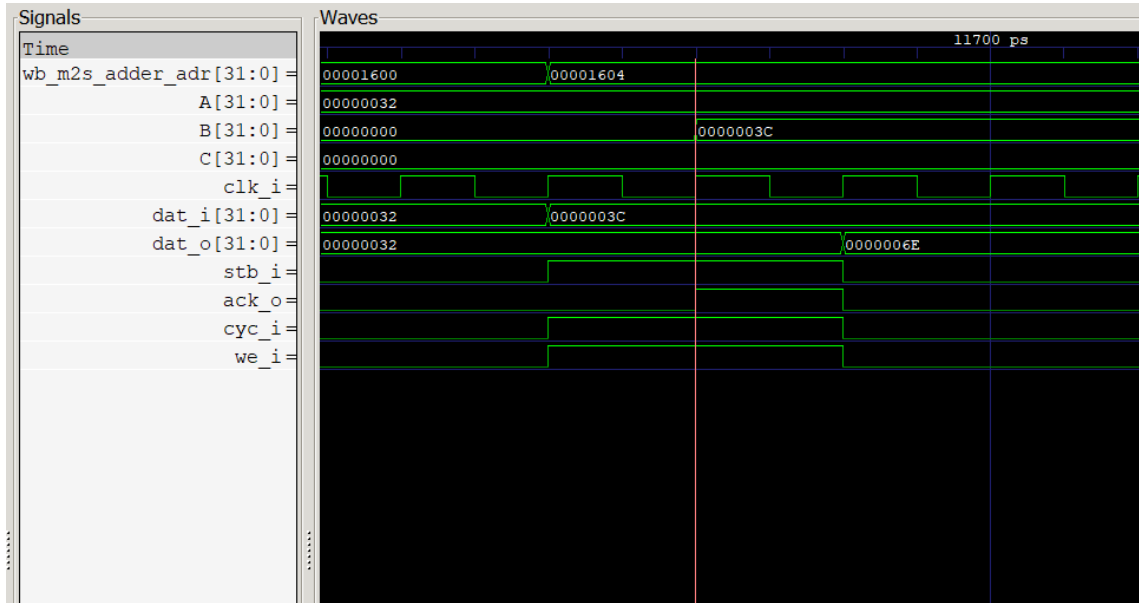 Signals Waves
Time 11700 ps
wb_m2s_adder_adr[31:0] = 00001600 00001604
A[31:0] = 00000032
B[31:0] = 00000000 0000003C
C[31:0] = 00000000
clk_i =
dat_i[31:0] = 00000032 0000003C
dat_o[31:0] = 00000032 0000006E
stb_i =
ack_o =
cyc_i =
we_i =